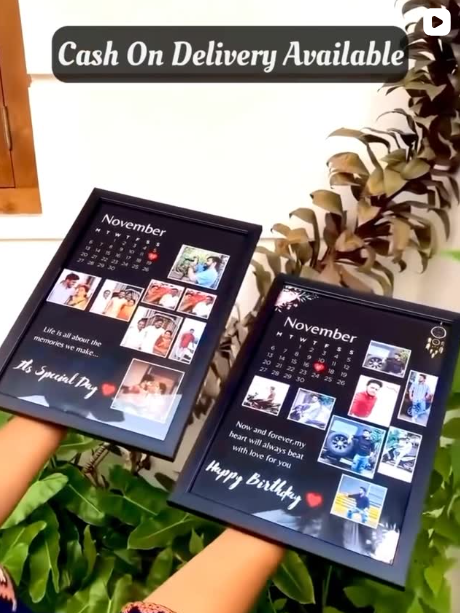 Cash On Delivery Available
November
M T W T F S S
Life is all about the
memories we make...
Its Special Day
November
M T W T F S S
Now and forever,my
heart will always beat
with love for you
Happy Birthday